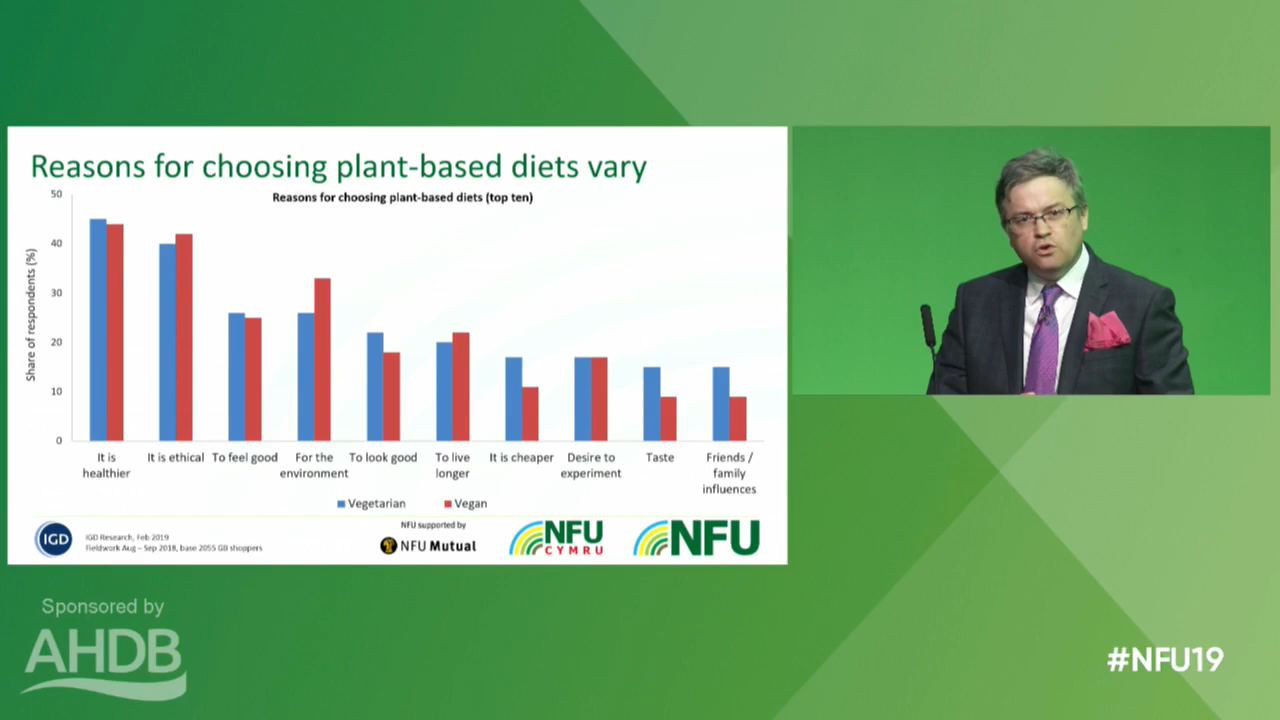 Reasons for choosing plant-based diets vary
Reasons for choosing plant-based diets (top ten)
Share of respondents (%)
50
40
30
20
10
0
It is healthier
It is ethical
To feel good
For the environment
To look good
To live longer
It is cheaper
Desire to experiment
Taste
Friends / family influences
Vegetarian
Vegan
IGD
IGD Research, Feb 2019
Fieldwork Aug – Sep 2018, base 2055 GB shoppers
NFU supported by
NFU Mutual
NFU
CYMRU
NFU
Sponsored by
AHDB
#NFU19